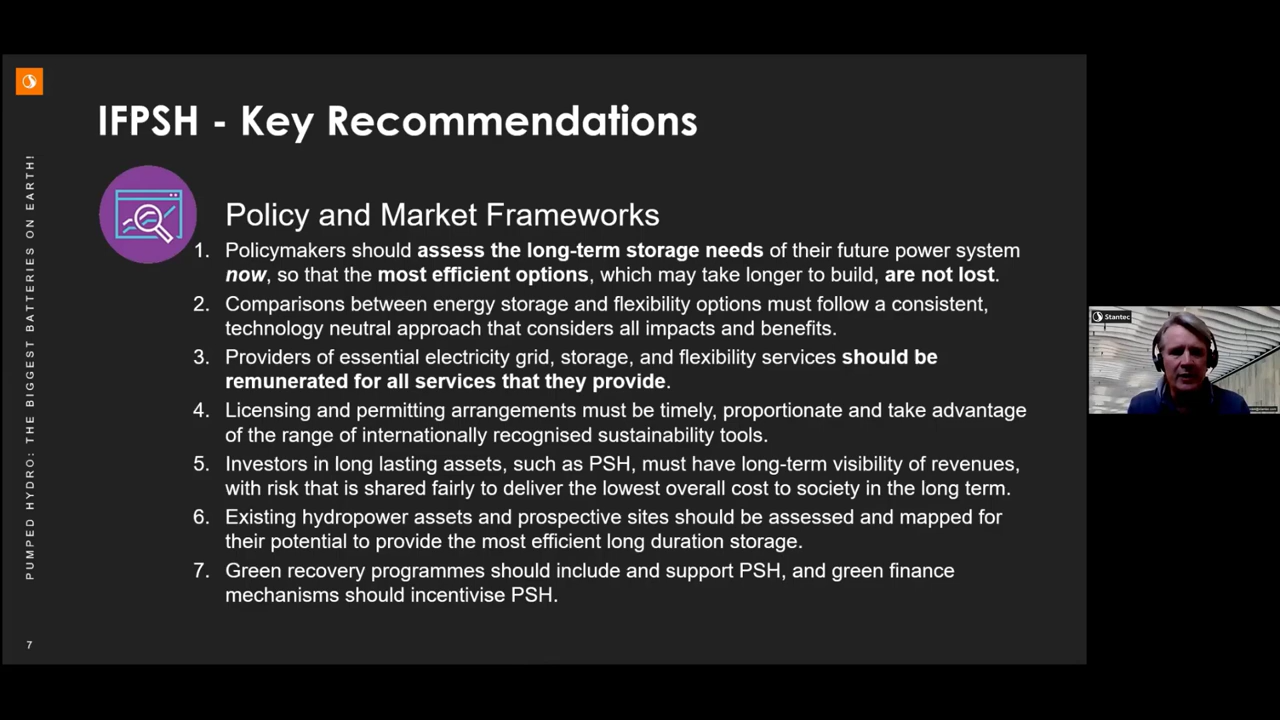 IFPSH - Key Recommendations
PUMPED HYDRO: THE BIGGEST BATTERIES ON EARTH!
Policy and Market Frameworks
1. Policymakers should assess the long-term storage needs of their future power system
now, so that the most efficient options, which may take longer to build, are not lost.
2. Comparisons between energy storage and flexibility options must follow a consistent,
technology neutral approach that considers all impacts and benefits.
3. Providers of essential electricity grid, storage, and flexibility services should be
remunerated for all services that they provide.
4. Licensing and permitting arrangements must be timely, proportionate and take advantage
of the range of internationally recognised sustainability tools.
5. Investors in long lasting assets, such as PSH, must have long-term visibility of revenues,
with risk that is shared fairly to deliver the lowest overall cost to society in the long term.
6. Existing hydropower assets and prospective sites should be assessed and mapped for
their potential to provide the most efficient long duration storage.
7. Green recovery programmes should include and support PSH, and green finance
mechanisms should incentivise PSH.
7
Stantec